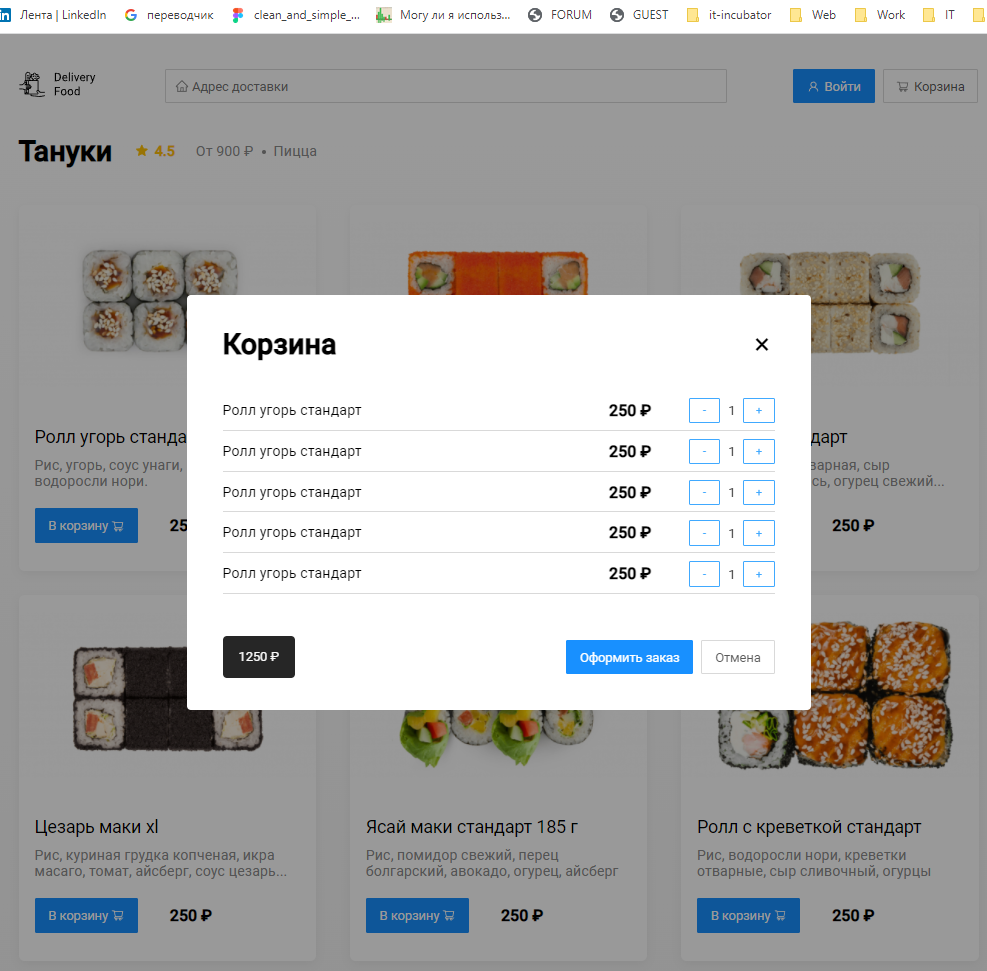 Лента | LinkedIn переводчик clean_and_simple_... Могу ли я использ... FORUM GUEST it-incubator Web Work IT
Delivery
Food
Адрес доставки
Войти
Корзина
Тануки
4.5
От 900 ₽ • Пицца
Корзина
Ролл угорь стандарт 250 ₽ - 1 +
Ролл угорь стандарт 250 ₽ - 1 +
Ролл угорь стандарт 250 ₽ - 1 +
Ролл угорь стандарт 250 ₽ - 1 +
Ролл угорь стандарт 250 ₽ - 1 +
1250 ₽
Оформить заказ
Отмена
Ролл угорь станда
Рис, угорь, соус унаги,
водоросли нори.
В корзину
25
дарт
варная, сыр
сь, огурец свежий...
250 ₽
Цезарь маки xl
Рис, куриная грудка копченая, икра
масаго, томат, айсберг, соус цезарь...
В корзину 250 ₽
Ясай маки стандарт 185 г
Рис, помидор свежий, перец
болгарский, авокадо, огурец, айсберг
В корзину 250 ₽
Ролл с креветкой стандарт
Рис, водоросли нори, креветки
отварные, сыр сливочный, огурцы
В корзину 250 ₽